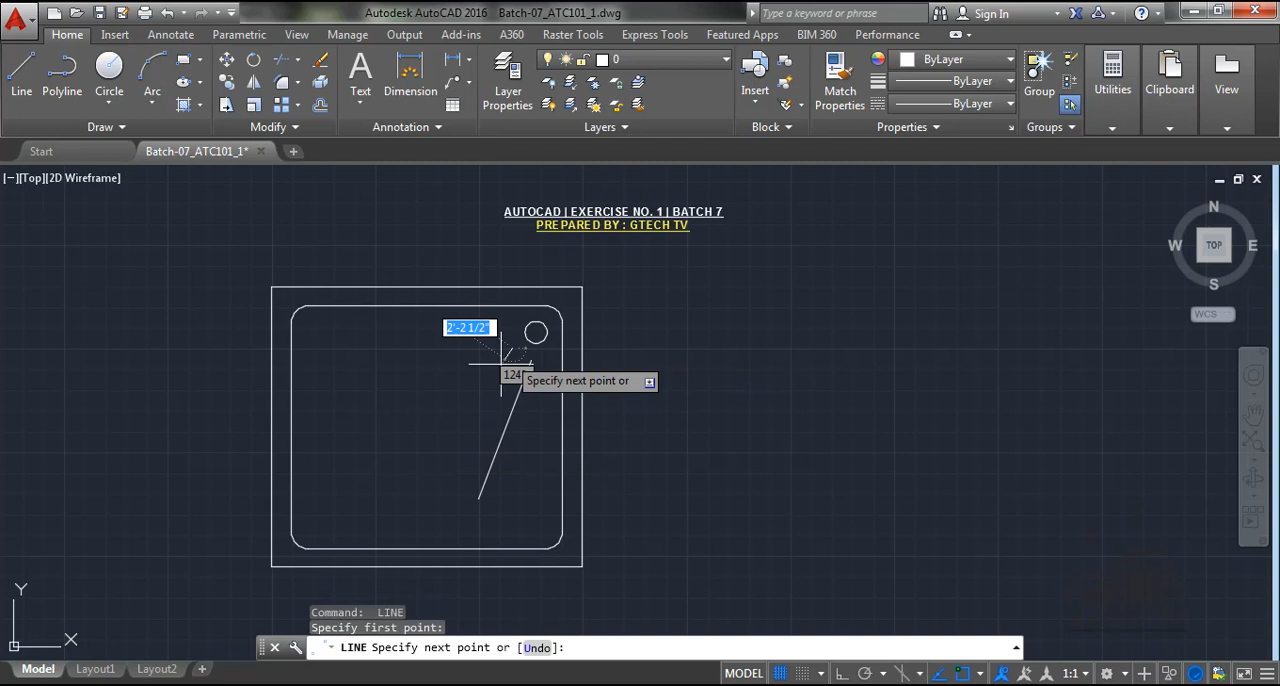 Autodesk AutoCAD 2016 Batch-07_ATC101_1.dwg
Type a keyword or phrase
Sign In
Home Insert Annotate Parametric View Manage Output Add-ins A360 Raster Tools Express Tools Featured Apps BIM 360 Performance
0
ByLayer
ByLayer
ByLayer
Line Polyline Circle Arc
Text Dimension
Layer
Properties
Insert
Match
Properties
Group
Utilities
Clipboard
View
Draw Modify Annotation Layers Block Properties Groups
Start
Batch-07_ATC101_1*
[−][Top][2D Wireframe]
AUTOCAD | EXERCISE NO. 1 | BATCH 7
PREPARED BY : GTECH TV
N
W TOP E
S
WCS
2'-2 1/2"
Specify next point or
Y
X
Command: LINE
Specify first point:
LINE Specify next point or [Undo]:
Model Layout1 Layout2
MODEL
1:1